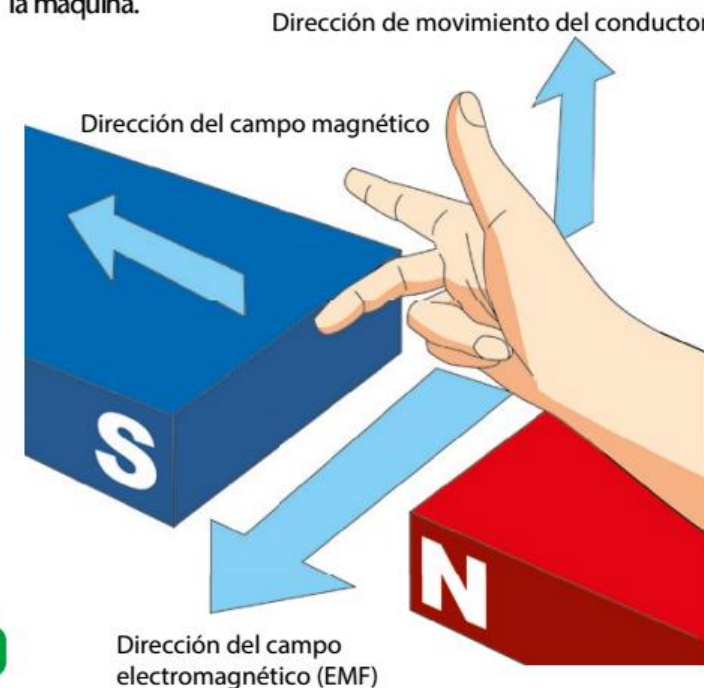 la máquina.
Dirección de movimiento del conductor
Dirección del campo magnético
S
N
Dirección del campo
electromagnético (EMF)